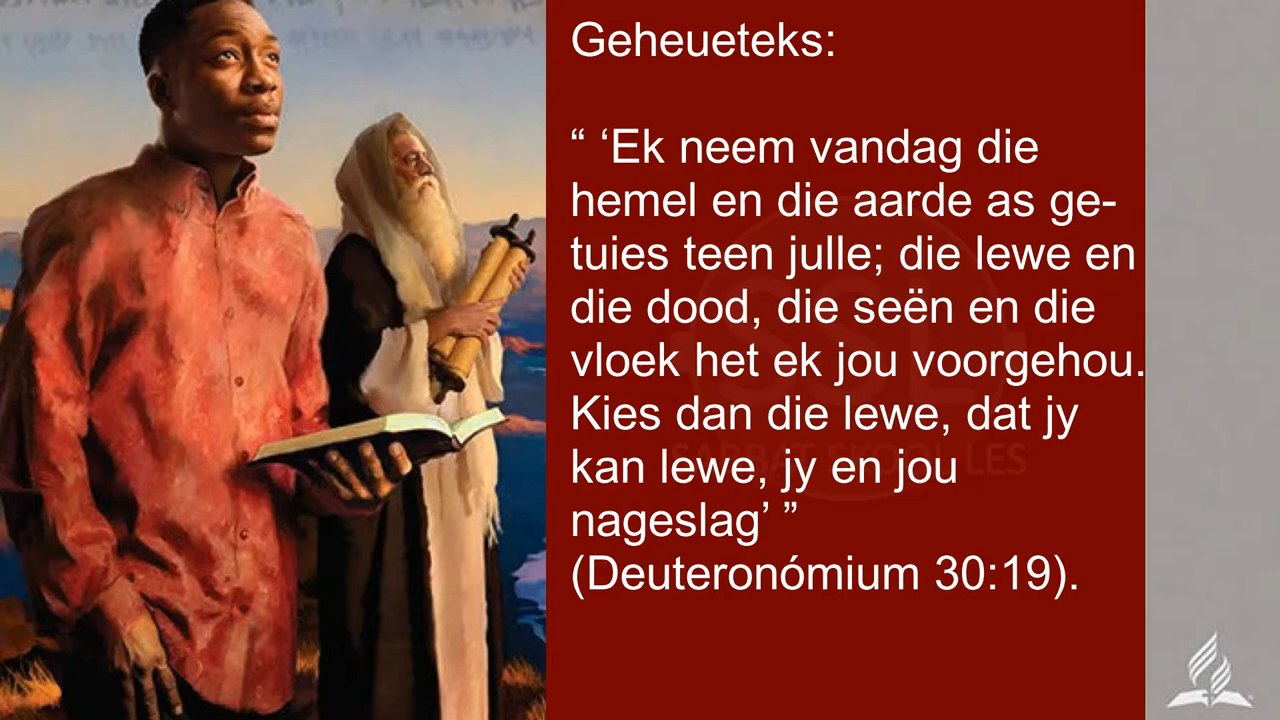 Geheueteks:
“ ‘Ek neem vandag die
hemel en die aarde as ge-
tuies teen julle; die lewe en
die dood, die seën en die
vloek het ek jou voorgehou.
Kies dan die lewe, dat jy
kan lewe, jy en jou
nageslag’ ”
(Deuteronómium 30:19).